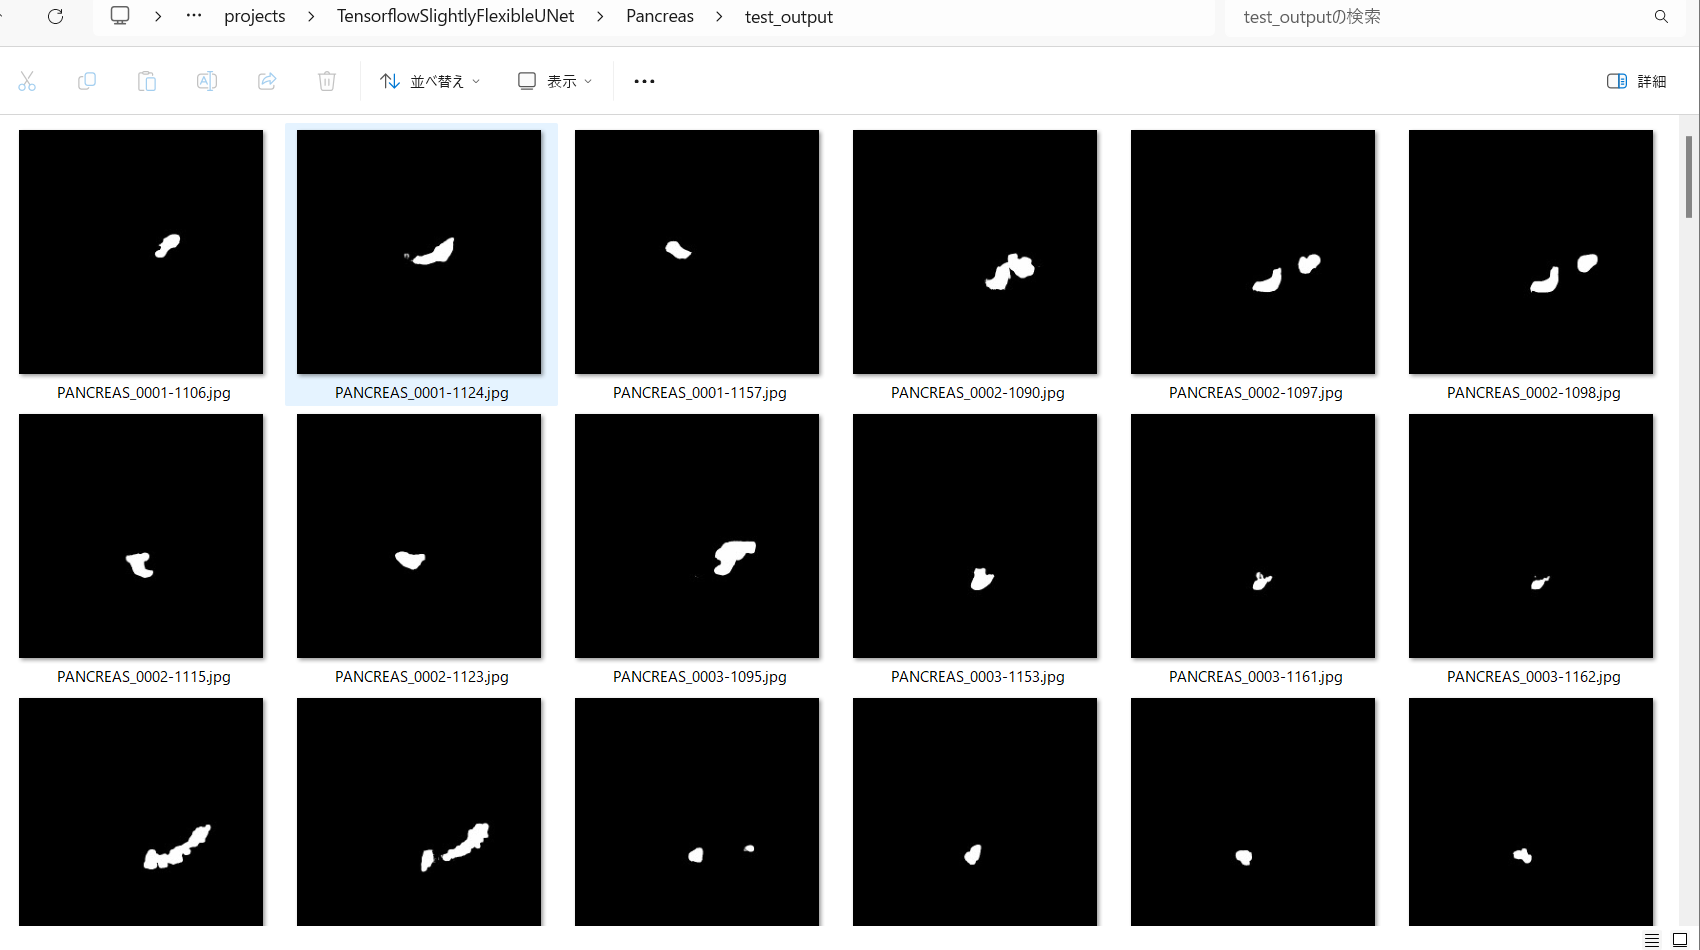 projects > TensorflowSlightlyFlexibleUNet > Pancreas > test_output
test_outputの検索
並べ替え
表示
詳細
PANCREAS_0001-1106.jpg
PANCREAS_0001-1124.jpg
PANCREAS_0001-1157.jpg
PANCREAS_0002-1090.jpg
PANCREAS_0002-1097.jpg
PANCREAS_0002-1098.jpg
PANCREAS_0002-1115.jpg
PANCREAS_0002-1123.jpg
PANCREAS_0003-1095.jpg
PANCREAS_0003-1153.jpg
PANCREAS_0003-1161.jpg
PANCREAS_0003-1162.jpg